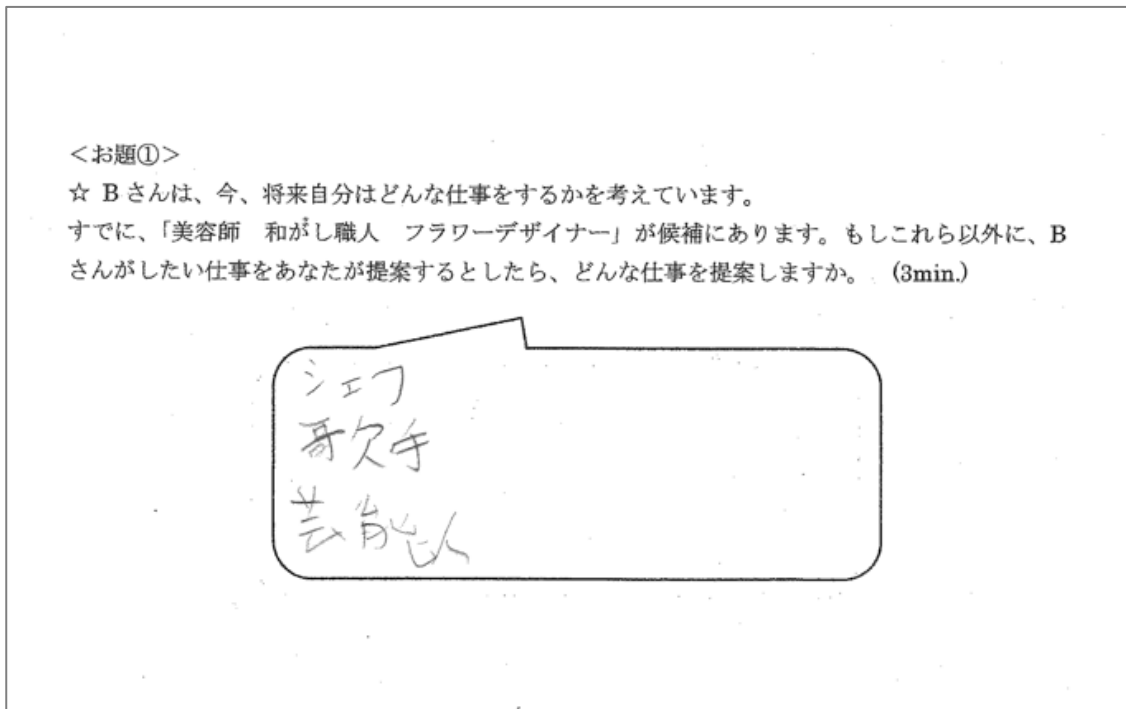 ＜お題①＞
☆ Bさんは、今、将来自分はどんな仕事をするかを考えています。
すでに、「美容師　和がし職人　フラワーデザイナー」が候補にあります。もしこれら以外に、B
さんがしたい仕事をあなたが提案するとしたら、どんな仕事を提案しますか。　(3min.)
シェフ
歌手
芸能人